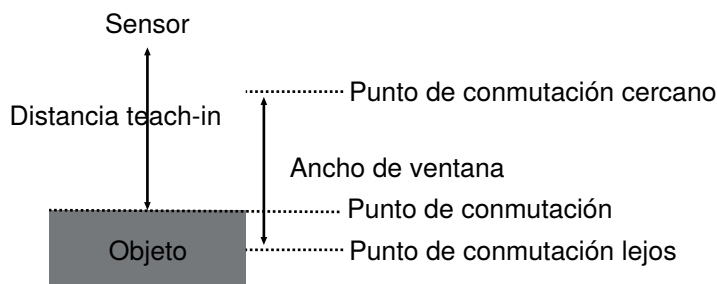 Sensor
Punto de conmutación cercano
Distancia teach-in
Ancho de ventana
Punto de conmutación
Objeto
Punto de conmutación lejos